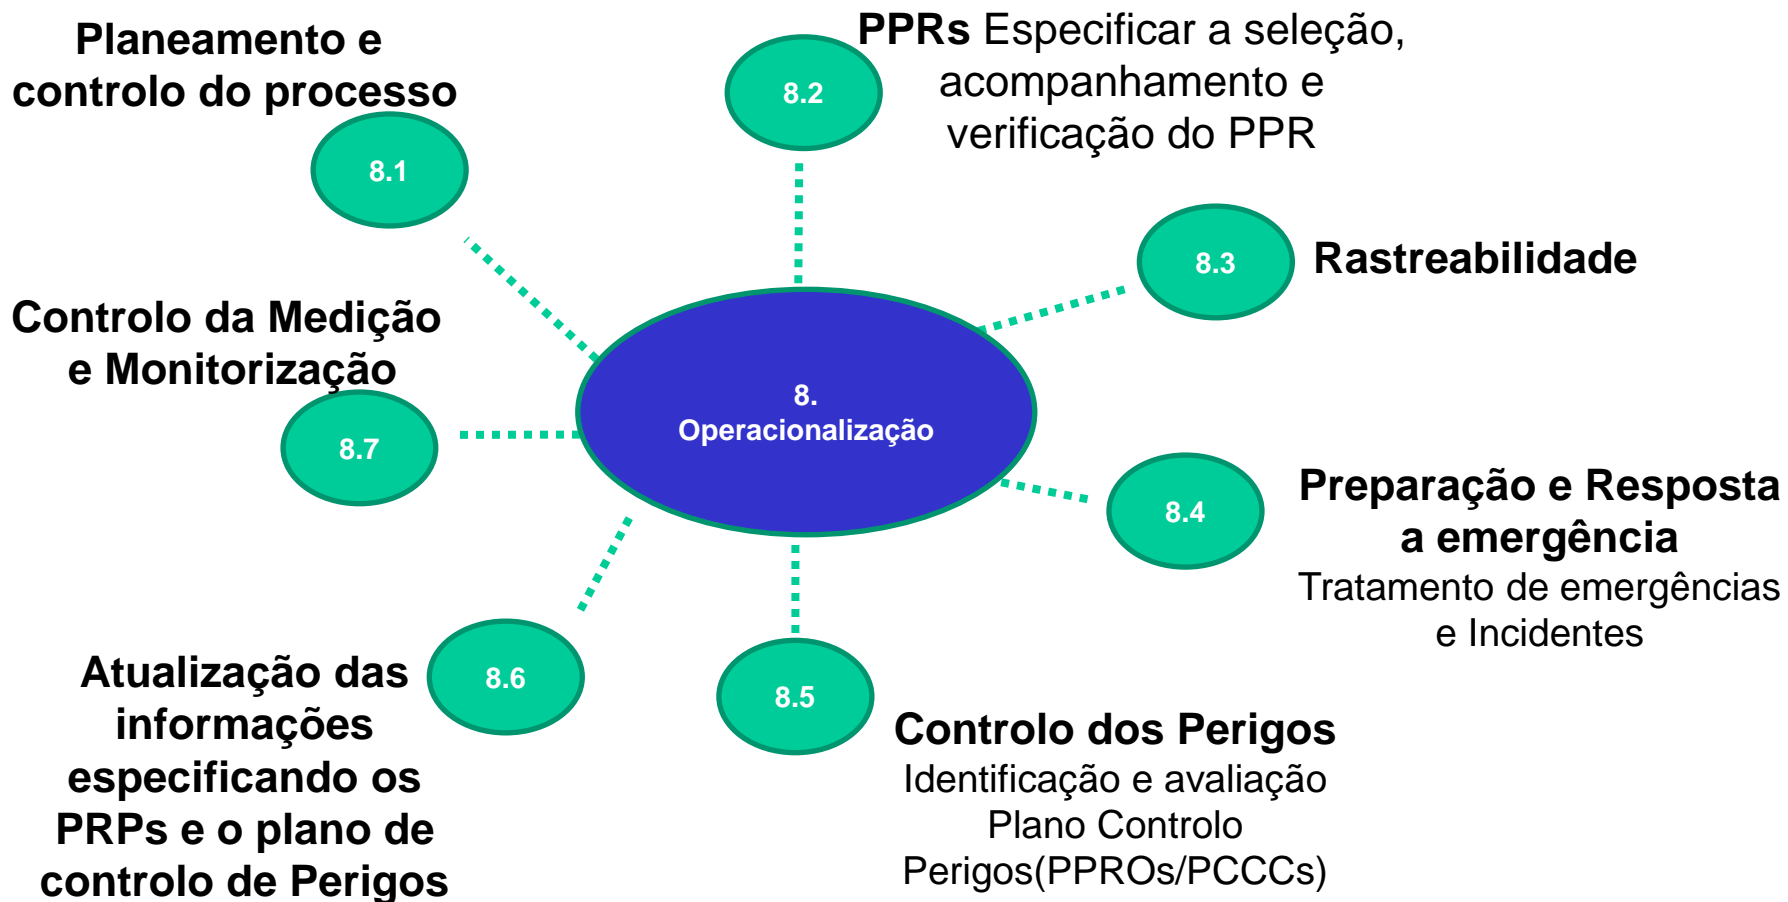 Planeamento e
controlo do processo
8.1
PPRs Especificar a seleção,
acompanhamento e
verificação do PPR
8.2
8.3
Rastreabilidade
Controlo da Medição
e Monitorização
8.7
8.
Operacionalização
8.4
Preparação e Resposta
a emergência
Tratamento de emergências
e Incidentes
8.6
Atualização das
informações
especificando os
PRPs e o plano de
controlo de Perigos
8.5
Controlo dos Perigos
Identificação e avaliação
Plano Controlo
Perigos(PPROs/PCCCs)